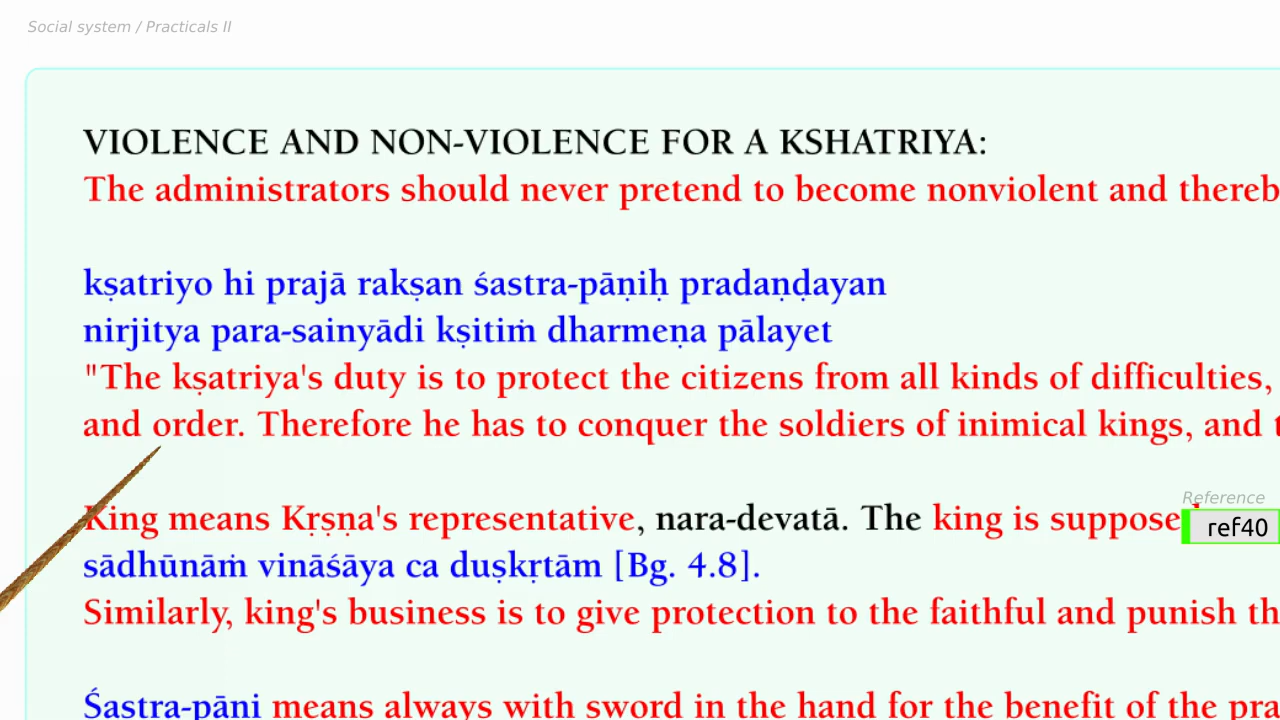 Social system / Practicals II
VIOLENCE AND NON-VIOLENCE FOR A KSHATRIYA:
The administrators should never pretend to become nonviolent and
kṣatriyo hi prajā rakṣan śastra-pāṇiḥ pradaṇḍayan
nirjitya para-sainyādi kṣitiṁ dharmeṇa pālayet
"The kṣatriya's duty is to protect the citizens from all kinds of difficulties,
and order. Therefore he has to conquer the soldiers of inimical kings, and
Reference
King means Kṛṣṇa's representative, nara-devatā. The king is
ref40
sādhūnāṁ vināśāya ca duṣkṛtām [Bg. 4.8].
Similarly, king's business is to give protection to the faithful and punish
Śastra-pāni means always with sword in the hand for the benefit of the